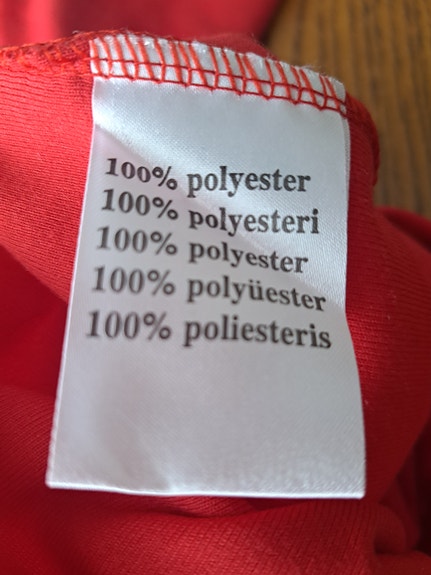 100% polyester
100% polyesteri
100% polyester
100% polyüester
100% poliesteris